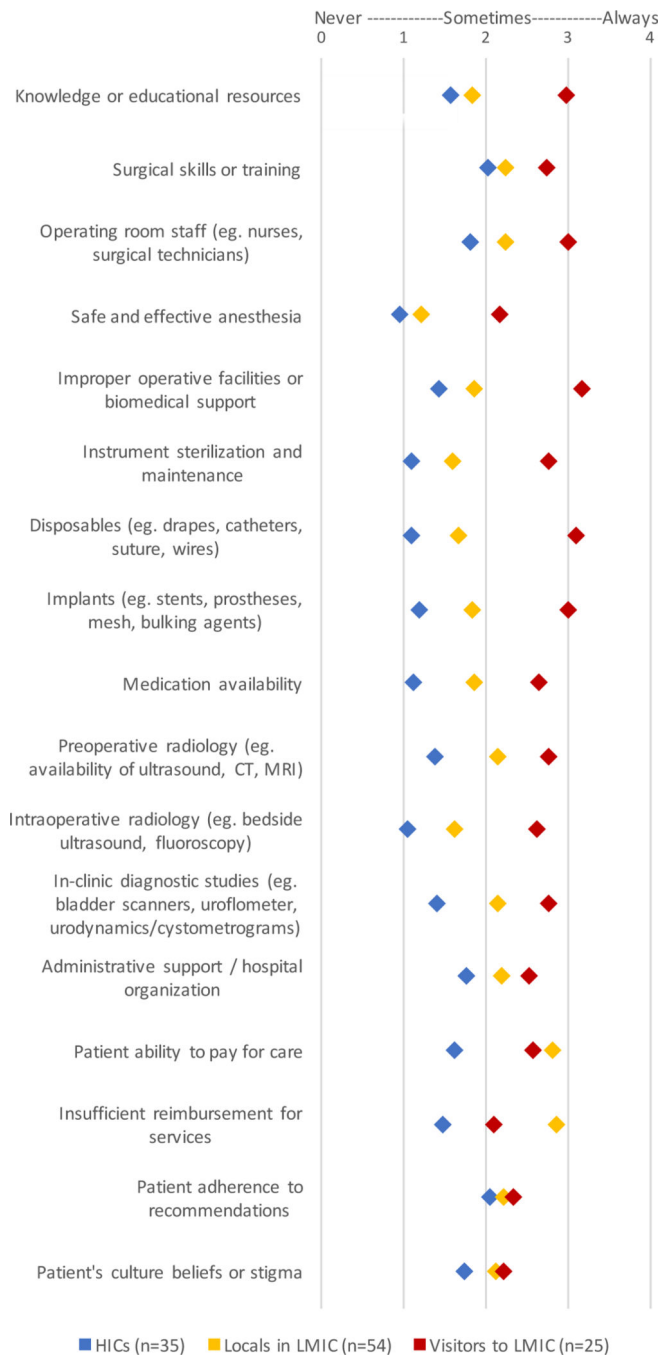 Never -------------Sometimes------------Always
0 1 2 3 4
Knowledge or educational resources
Surgical skills or training
Operating room staff (eg. nurses,
surgical technicians)
Safe and effective anesthesia
Improper operative facilities or
biomedical support
Instrument sterilization and
maintenance
Disposables (eg. drapes, catheters,
suture, wires)
Implants (eg. stents, prostheses,
mesh, bulking agents)
Medication availability
Preoperative radiology (eg.
availability of ultrasound, CT, MRI)
Intraoperative radiology (eg. bedside
ultrasound, fluoroscopy)
In-clinic diagnostic studies (eg.
bladder scanners, uroflometer,
urodynamics/cystometrograms)
Administrative support / hospital
organization
Patient ability to pay for care
Insufficient reimbursement for
services
Patient adherence to
recommendations
Patient's culture beliefs or stigma
HICs (n=35) Locals in LMIC (n=54) Visitors to LMIC (n=25)